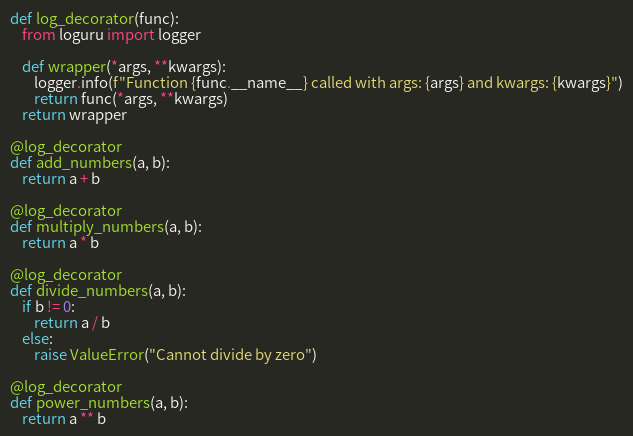 def log_decorator(func):
    from loguru import logger

    def wrapper(*args, **kwargs):
        logger.info(f"Function {func.__name__} called with args: {args} and kwargs: {kwargs}")
        return func(*args, **kwargs)
    return wrapper

@log_decorator
def add_numbers(a, b):
    return a + b

@log_decorator
def multiply_numbers(a, b):
    return a * b

@log_decorator
def divide_numbers(a, b):
    if b != 0:
        return a / b
    else:
        raise ValueError("Cannot divide by zero")

@log_decorator
def power_numbers(a, b):
    return a ** b